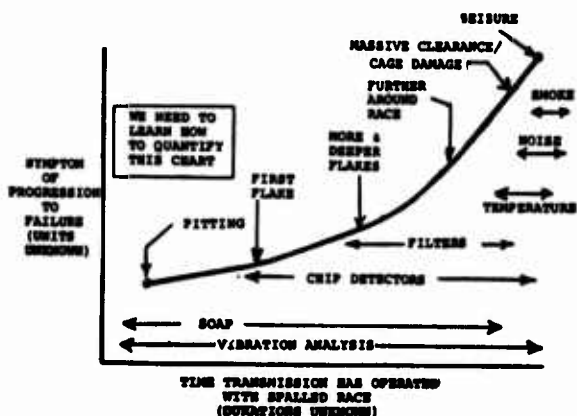 SEISURE
MASSIVE CLEARANCE/
CAGE DAMAGE
FURTHER
AROUND
RACE
SMOKE
WE NEED TO
LEARN HOW
TO QUANTIFY
THIS CHART
MORE &
DEEPER
FLAKES
NOISE
SYMPTOM
OF
PROGRESSION
TO
FAILURE
(UNITS
UNKNOWN)
FIRST
FLAKE
TEMPERATURE
PITTING
FILTERS
CHIP DETECTORS
SOAP
VIBRATION ANALYSIS
TIME TRANSMISSION HAS OPERATED
WITH SPALLED RACE
(DURATIONS UNKNOWN)